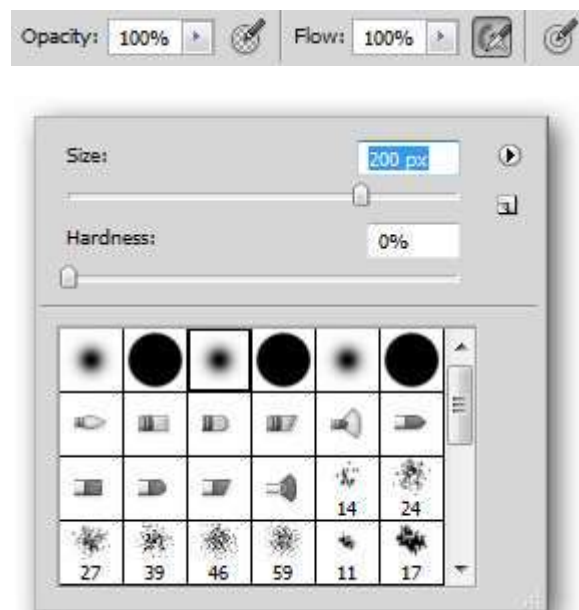 Opacity: 100% Flow: 100%
Size: 200 px
Hardness: 0%
14 24
27 39 46 59 11 17